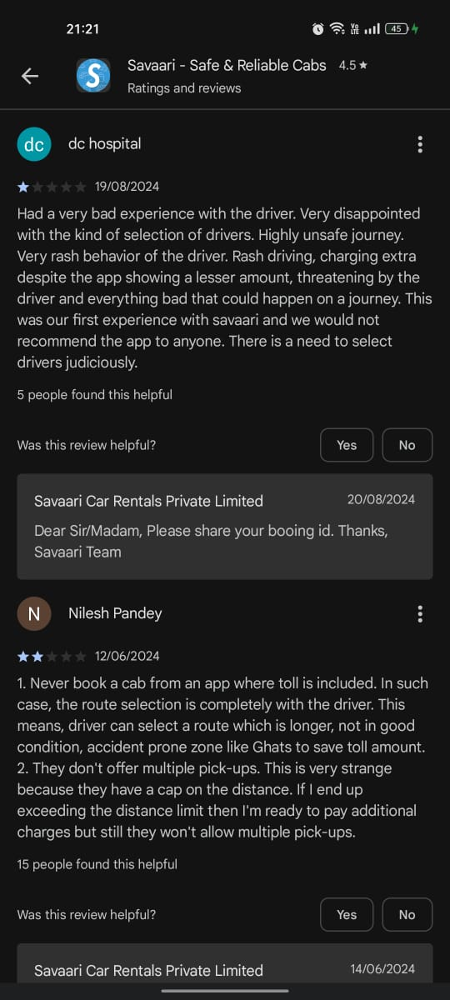 21:21
Vo LTE
45
S
Savaari - Safe & Reliable Cabs 4.5★
Ratings and reviews
dc
dc hospital
19/08/2024
Had a very bad experience with the driver. Very disappointed
with the kind of selection of drivers. Highly unsafe journey.
Very rash behavior of the driver. Rash driving, charging extra
despite the app showing a lesser amount, threatening by the
driver and everything bad that could happen on a journey. This
was our first experience with savaari and we would not
recommend the app to anyone. There is a need to select
drivers judiciously.
5 people found this helpful
Was this review helpful? Yes No
Savaari Car Rentals Private Limited 20/08/2024
Dear Sir/Madam, Please share your booing id. Thanks,
Savaari Team
N
Nilesh Pandey
12/06/2024
1. Never book a cab from an app where toll is included. In such
case, the route selection is completely with the driver. This
means, driver can select a route which is longer, not in good
condition, accident prone zone like Ghats to save toll amount.
2. They don't offer multiple pick-ups. This is very strange
because they have a cap on the distance. If I end up
exceeding the distance limit then I'm ready to pay additional
charges but still they won't allow multiple pick-ups.
15 people found this helpful
Was this review helpful? Yes No
Savaari Car Rentals Private Limited 14/06/2024